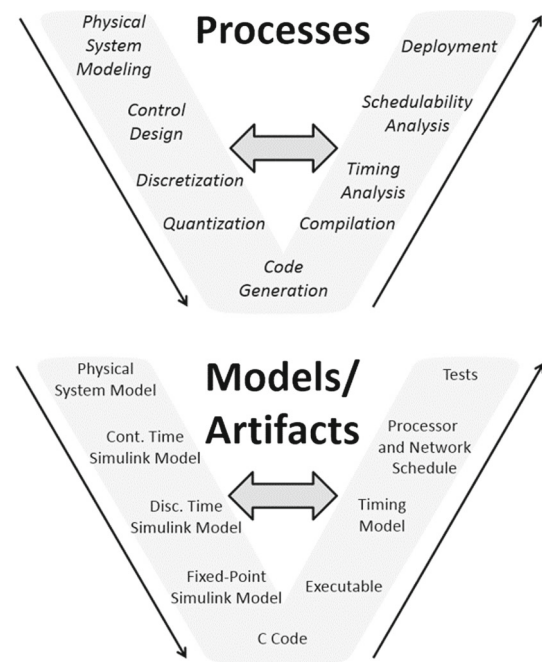 Processes
Physical
System
Modeling
Control
Design
Discretization
Quantization
Code
Generation
Compilation
Timing
Analysis
Schedulability
Analysis
Deployment
Models/
Artifacts
Physical
System Model
Cont. Time
Simulink Model
Disc. Time
Simulink Model
Fixed-Point
Simulink Model
C Code
Executable
Timing
Model
Processor
and Network
Schedule
Tests